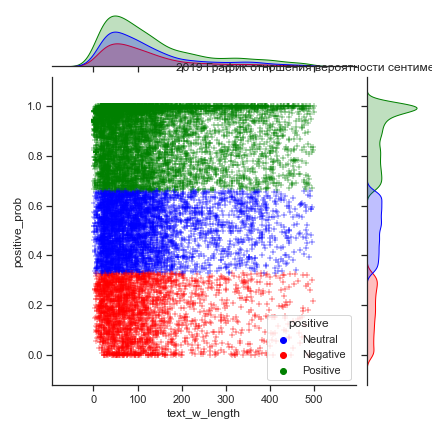 2019 График отношения вероятности сентиме
1.0
0.8
0.6
0.4
0.2
0.0
positive_prob
0
100
200
300
400
500
text_w_length
positive
Neutral
Negative
Positive